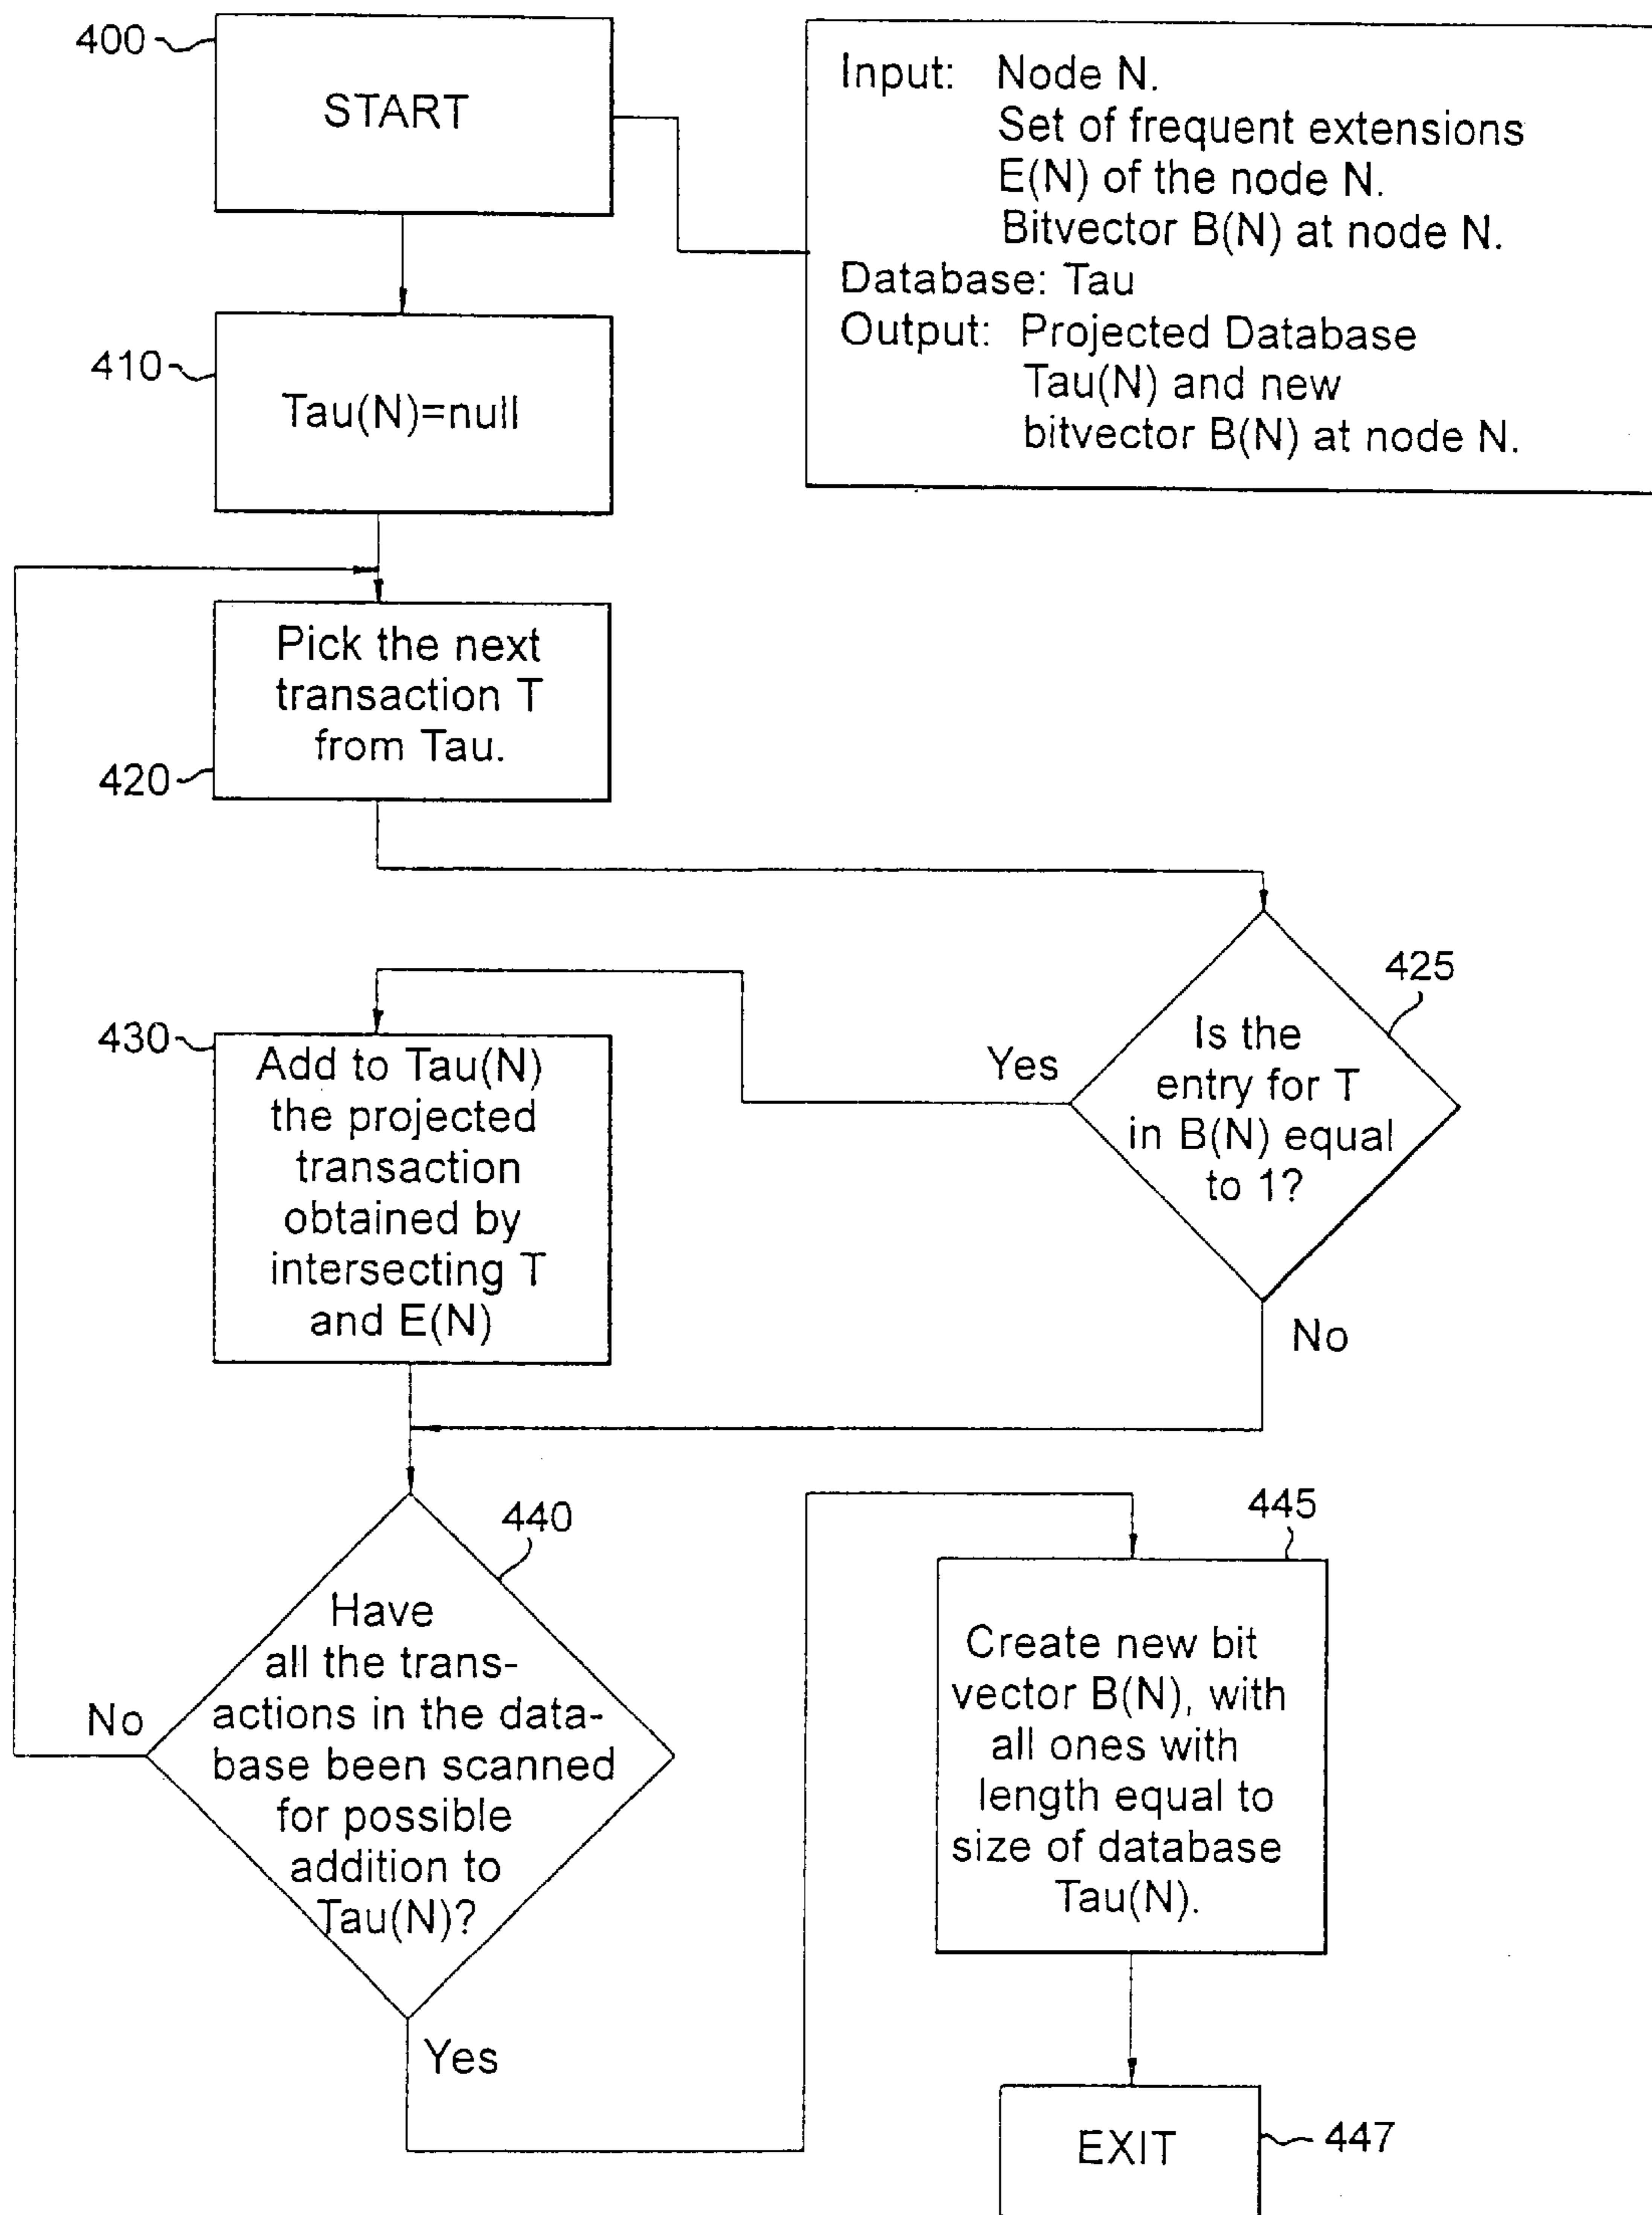 400
START
Input: Node N.
Set of frequent extensions
E(N) of the node N.
Bitvector B(N) at node N.
Database: Tau
Output: Projected Database
Tau(N) and new
bitvector B(N) at node N.
410
Tau(N)=null
Pick the next
transaction T
from Tau.
420
425
Is the
entry for T
in B(N) equal
to 1?
Yes
No
430
Add to Tau(N)
the projected
transaction
obtained by
intersecting T
and E(N)
440
Have
all the trans-
actions in the data-
base been scanned
for possible
addition to
Tau(N)?
No
Yes
445
Create new bit
vector B(N), with
all ones with
length equal to
size of database
Tau(N).
EXIT
447